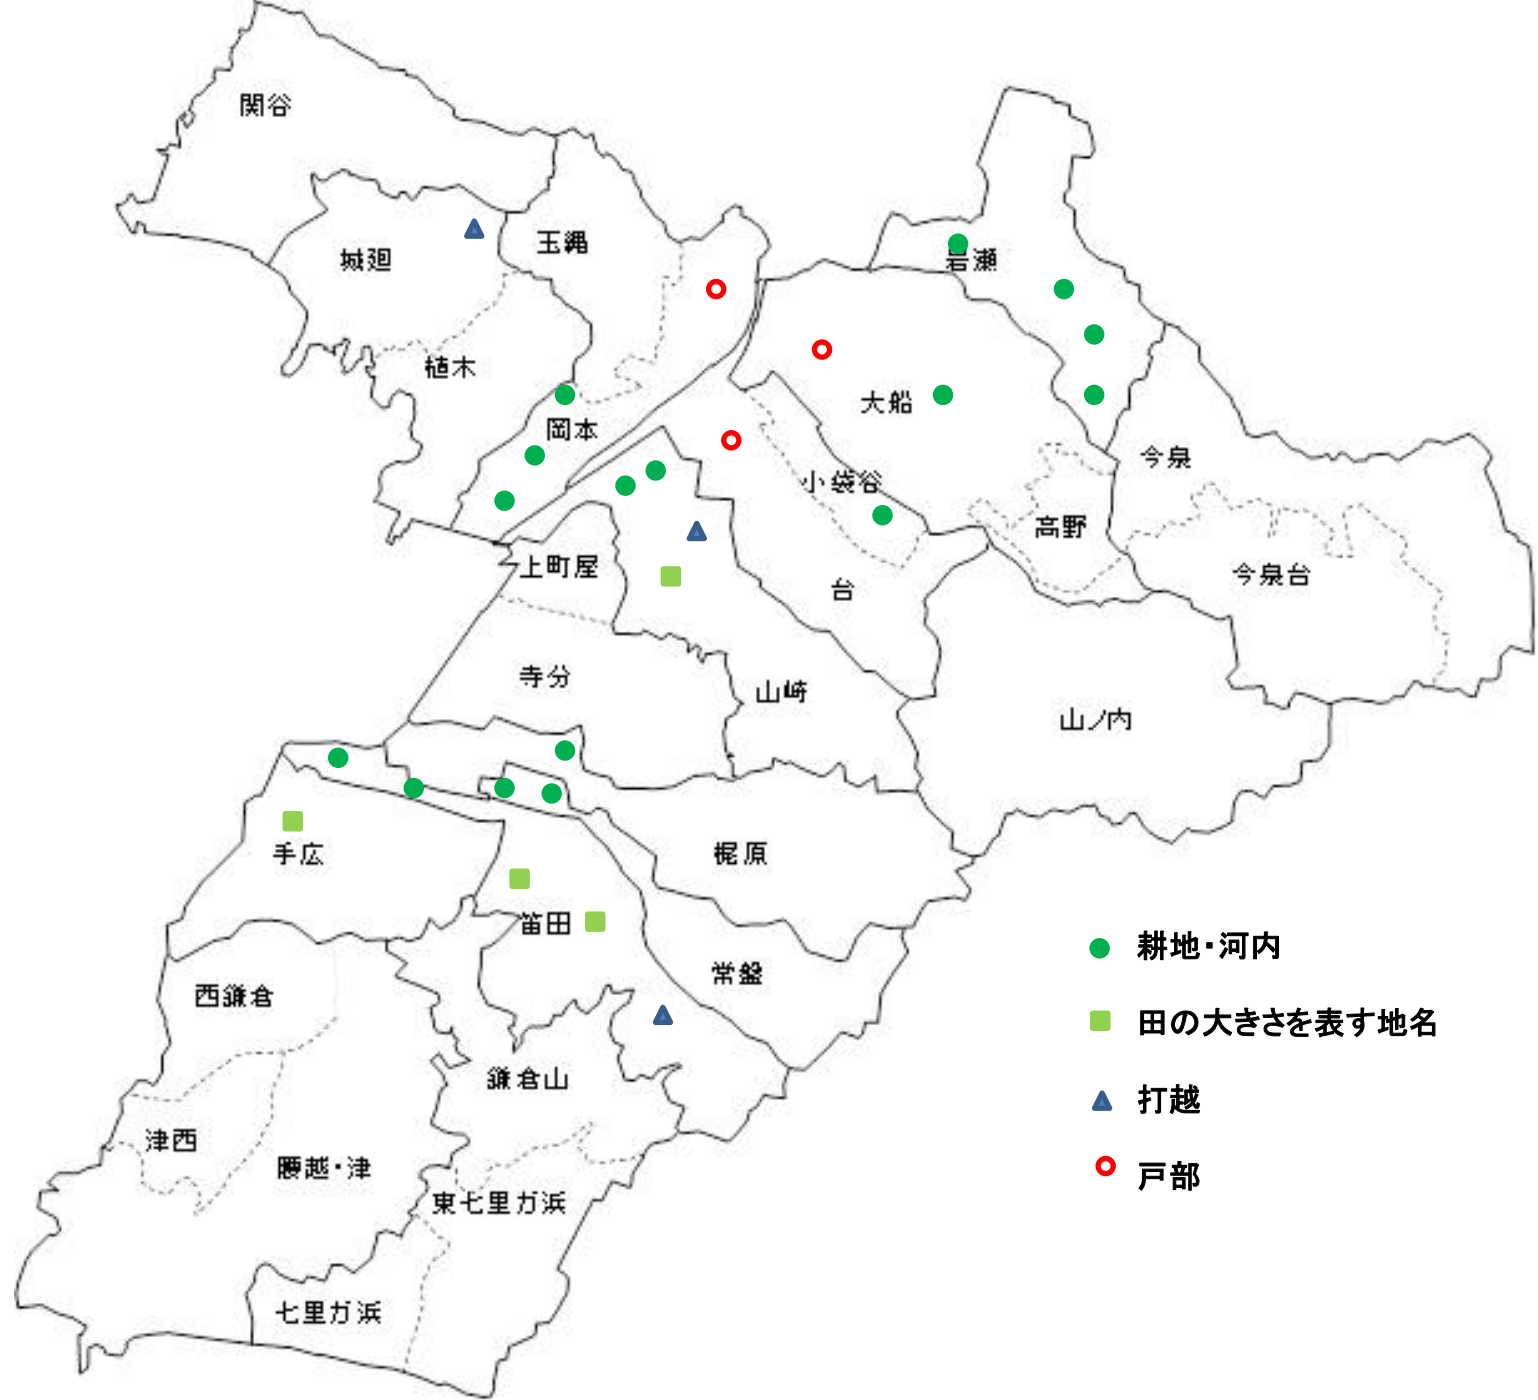 関谷
城廻
玉縄
岩瀬
植木
岡本
大船
今泉
小袋谷
高野
上町屋
台
今泉台
寺分
山崎
山ノ内
手広
梶原
笛田
常盤
西鎌倉
鎌倉山
津西
腰越・津
東七里ガ浜
七里ガ浜
耕地・河内
田の大きさを表す地名
打越
戸部